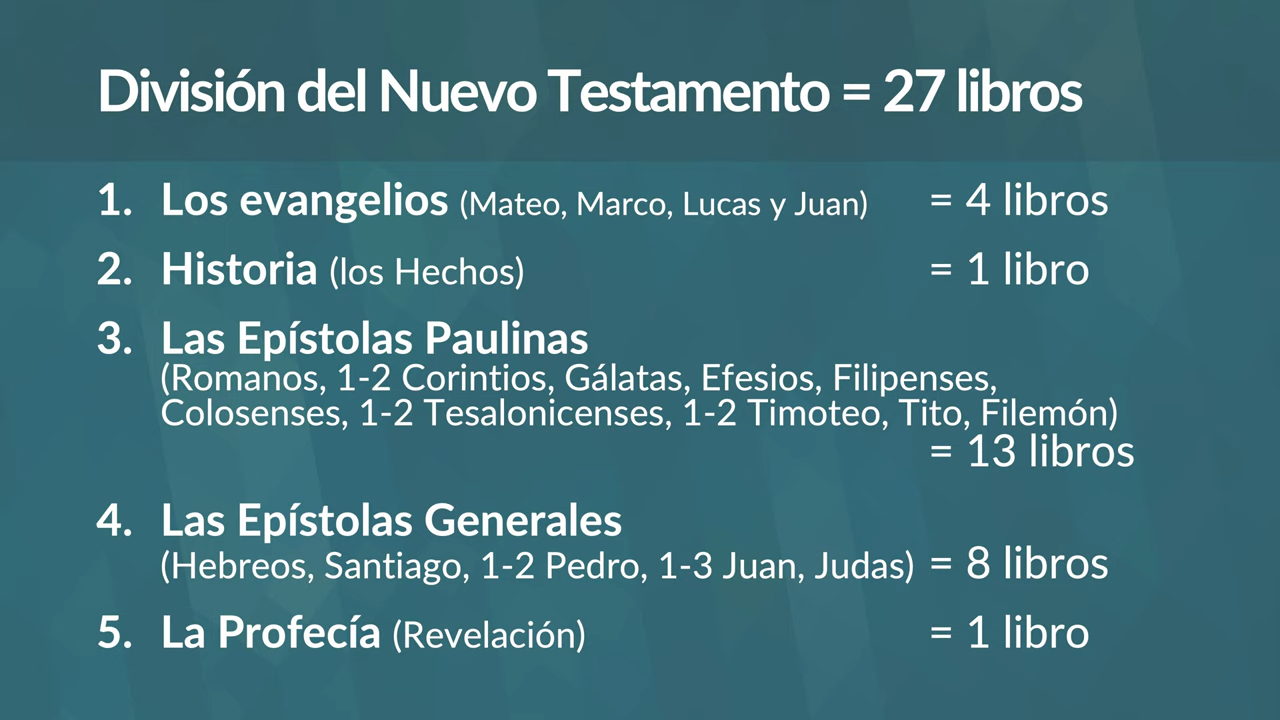 División del Nuevo Testamento = 27 libros
1. Los evangelios (Mateo, Marco, Lucas y Juan) = 4 libros
2. Historia (los Hechos) = 1 libro
3. Las Epístolas Paulinas
(Romanos, 1-2 Corintios, Gálatas, Efesios, Filipenses,
Colosenses, 1-2 Tesalonicenses, 1-2 Timoteo, Tito, Filemón)
= 13 libros
4. Las Epístolas Generales
(Hebreos, Santiago, 1-2 Pedro, 1-3 Juan, Judas) = 8 libros
5. La Profecía (Revelación) = 1 libro